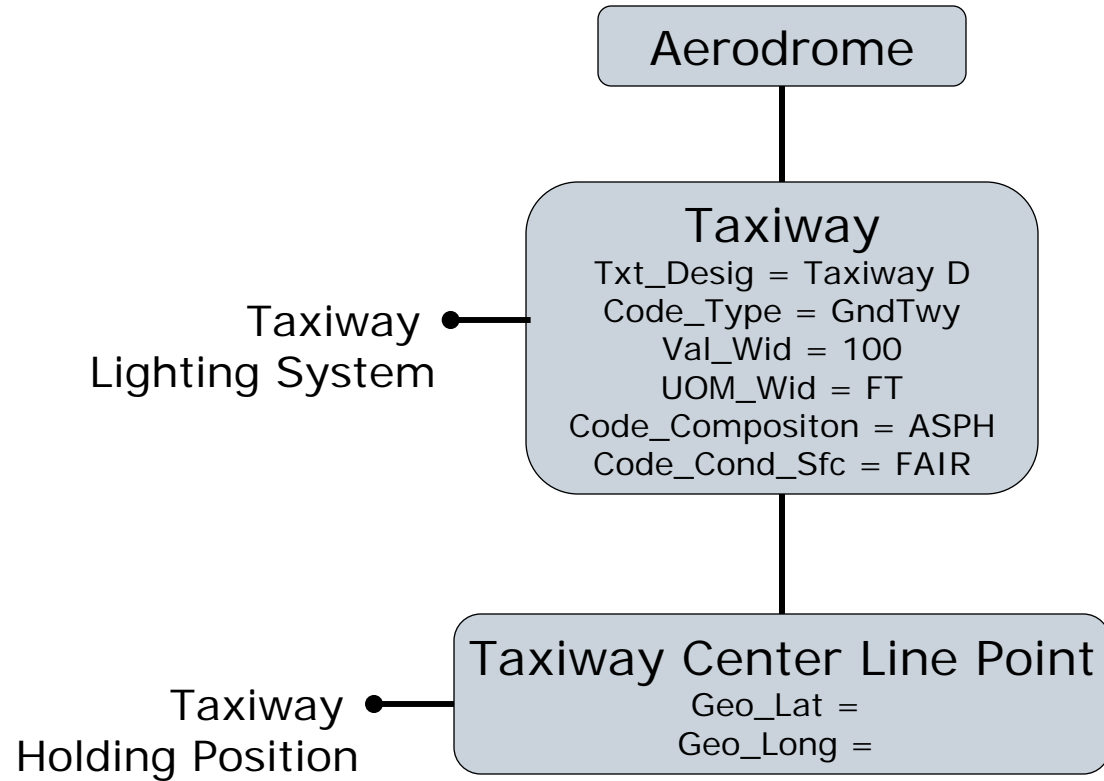 Aerodrome
Taxiway
Txt_Desig = Taxiway D
Code_Type = GndTwy
Val_Wid = 100
UOM_Wid = FT
Code_Compositon = ASPH
Code_Cond_Sfc = FAIR
Taxiway
Lighting System
Taxiway Center Line Point
Geo_Lat =
Geo_Long =
Taxiway
Holding Position